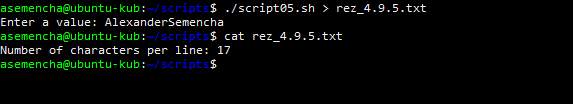 asemencha@ubuntu-kub:~/scripts$ ./script05.sh > rez_4.9.5.txt
Enter a value: AlexanderSemencha
asemencha@ubuntu-kub:~/scripts$ cat rez_4.9.5.txt
Number of characters per line: 17
asemencha@ubuntu-kub:~/scripts$